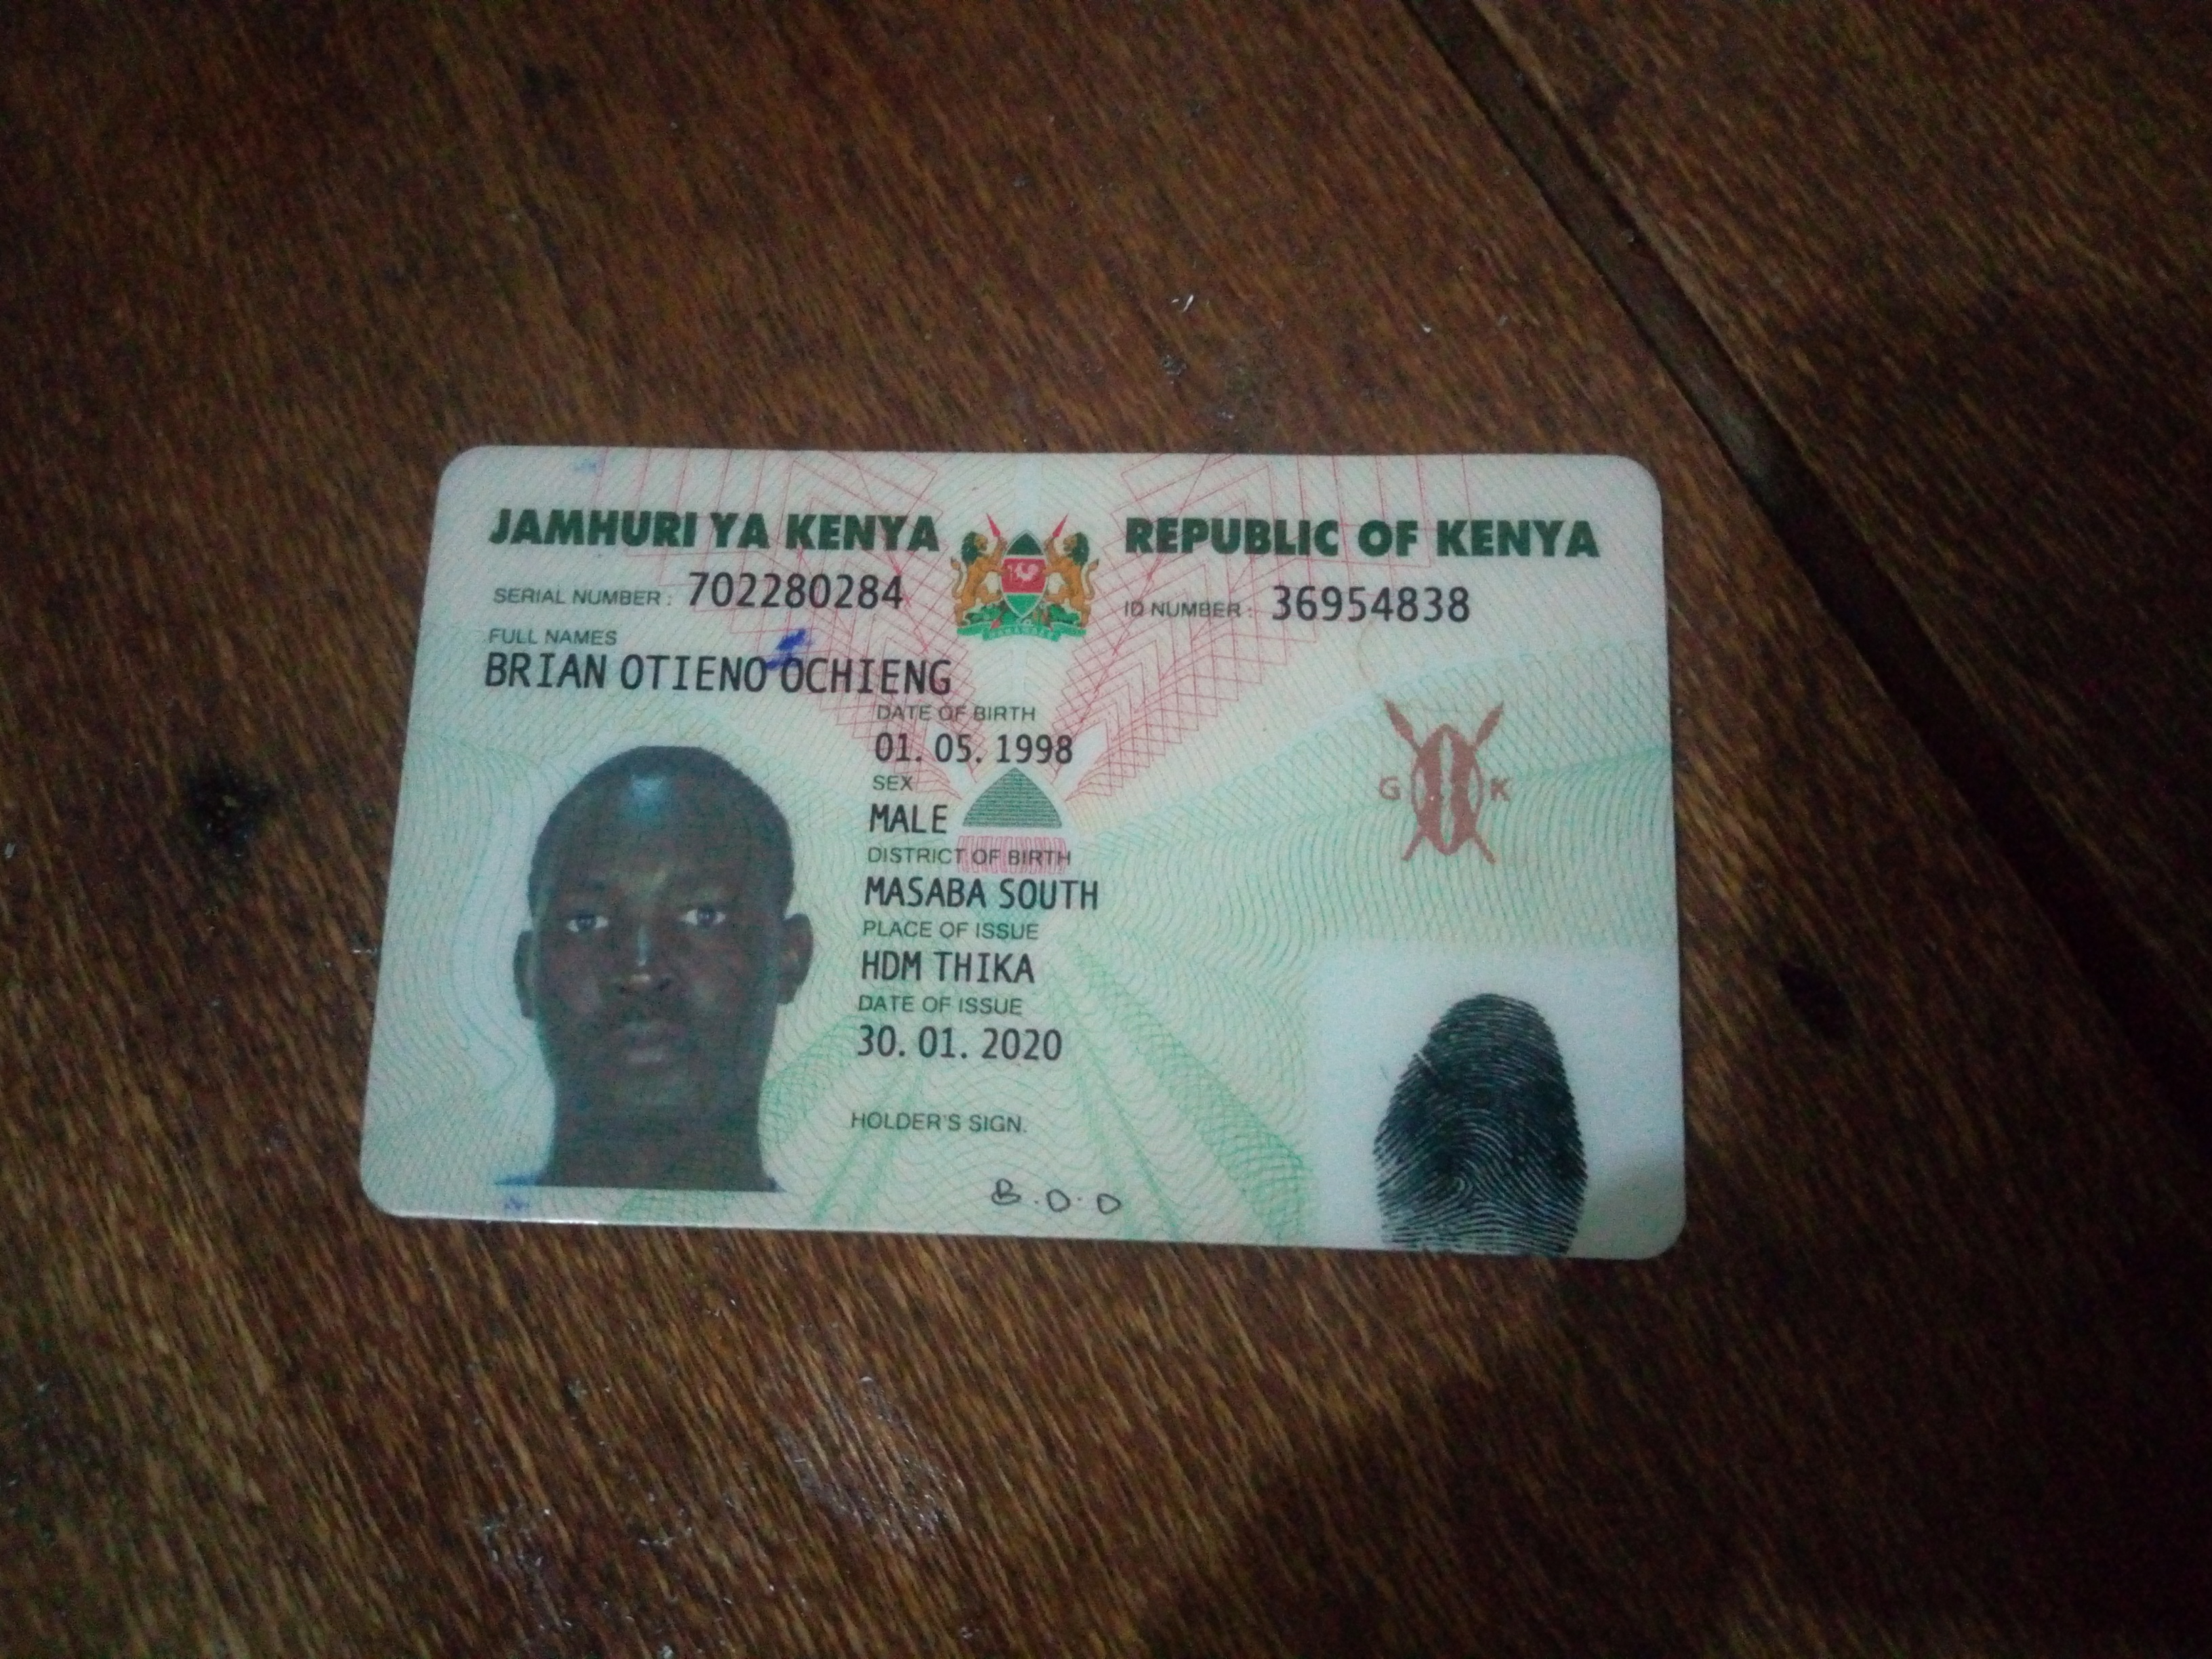 JAMHURI YA KENYA REPUBLIC OF KENYA
SERIAL NUMBER: 702280284 ID NUMBER: 36954838
FULL NAMES
BRIAN OTIENO OCHIENG
DATE OF BIRTH
01. 05. 1998
SEX
MALE
G K
DISTRICT OF BIRTH
MASABA SOUTH
PLACE OF ISSUE
HDM THIKA
DATE OF ISSUE
30. 01. 2020
HOLDER'S SIGN.
B.O.O